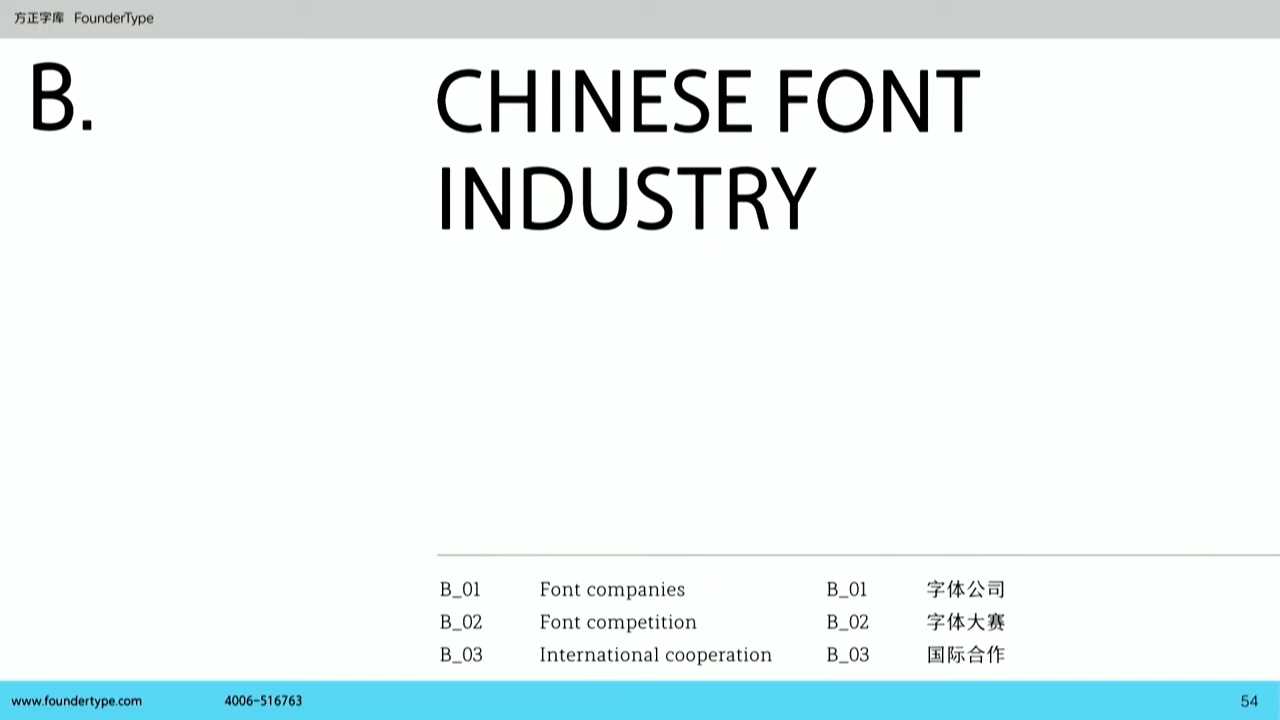 方正字库 FounderType
B.
CHINESE FONT
INDUSTRY
B_01 Font companies B_01 字体公司
B_02 Font competition B_02 字体大赛
B_03 International cooperation B_03 国际合作
www.foundertype.com 4006-516763 54